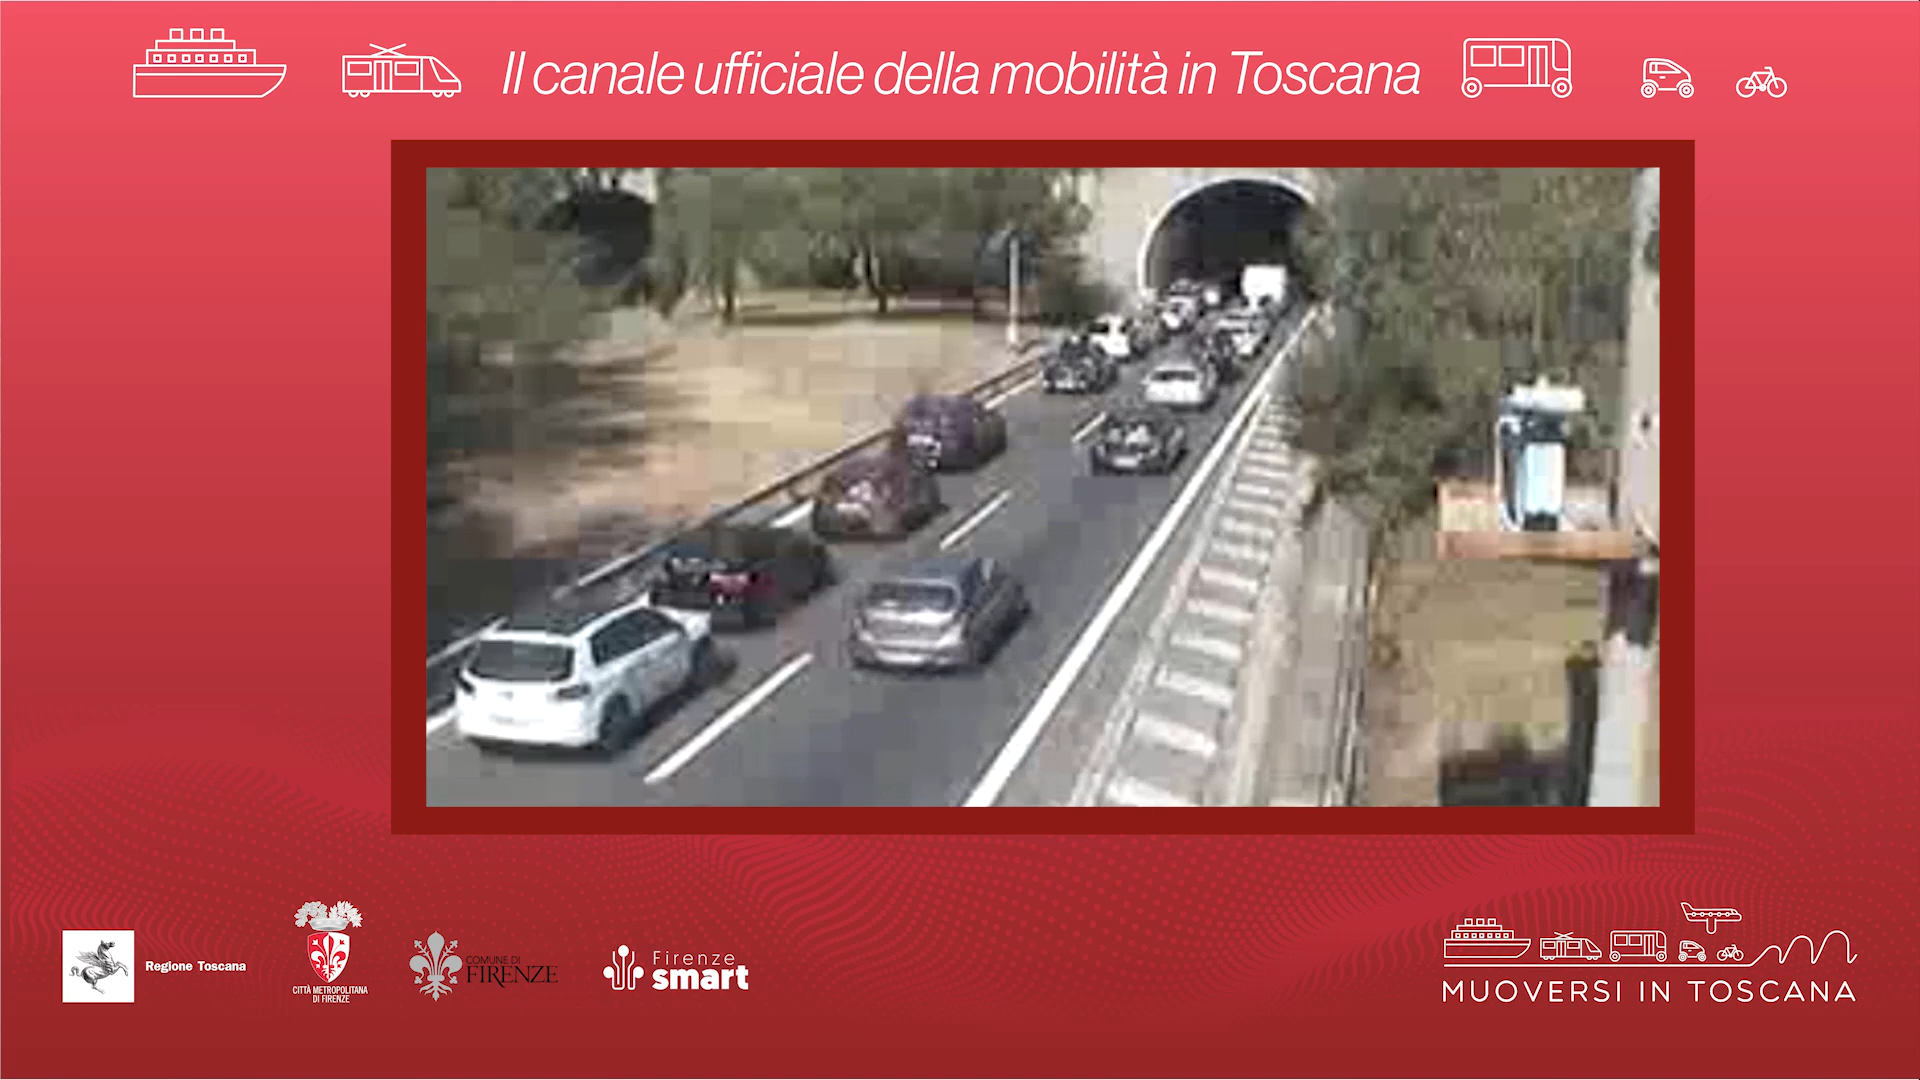 Il canale ufficiale della mobilità in Toscana
Regione Toscana
CITTÀ METROPOLITANA
DI FIRENZE
COMUNE DI
FIRENZE
Firenze
smart
MUOVERSI IN TOSCANA